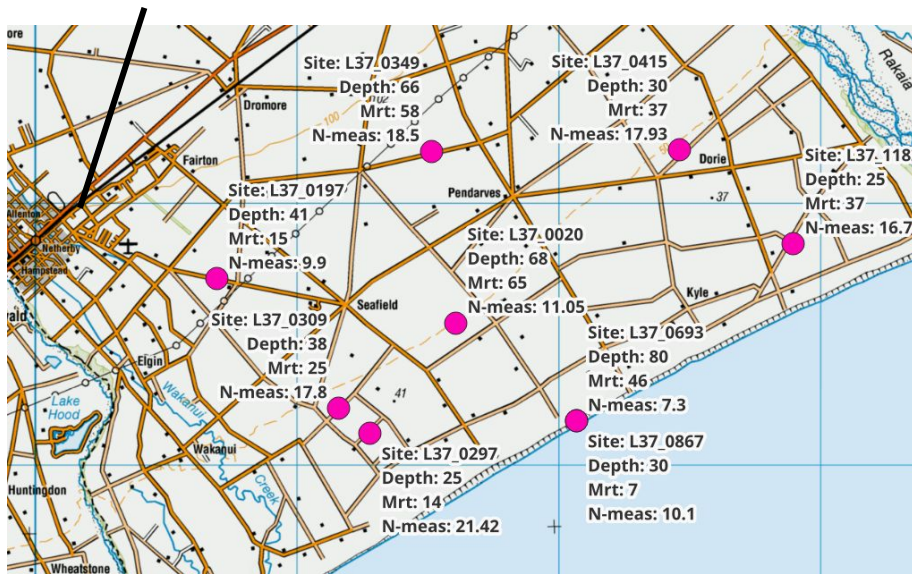 ore
Site: L37_0349
Depth: 66
Mrt: 58
N-meas: 18.5
Site: L37_0415
Depth: 30
Mrt: 37
N-meas: 17.93
Rakaia
Dromore
100
Fairton
Dorie
Site: L37_118
Depth: 25
Mrt: 37
N-meas: 16.7
Site: L37_0197
Depth: 41
Mrt: 15
N-meas: 9.9
Pendarves
37
Allenton
Netherby
Hampstead
Site: L37_0020
Depth: 68
Mrt: 65
N-meas: 11.05
Kyle
Seafield
wald
Site: L37_0309
Depth: 38
Mrt: 25
N-meas: 17.8
Site: L37_0693
Depth: 80
Mrt: 46
N-meas: 7.3
Elgin
Lake
Hood
Wakanui
Creek
41
Wakanui
Site: L37_0867
Depth: 30
Mrt: 7
N-meas: 10.1
Site: L37_0297
Depth: 25
Mrt: 14
N-meas: 21.42
Huntingdon
Wheatstone